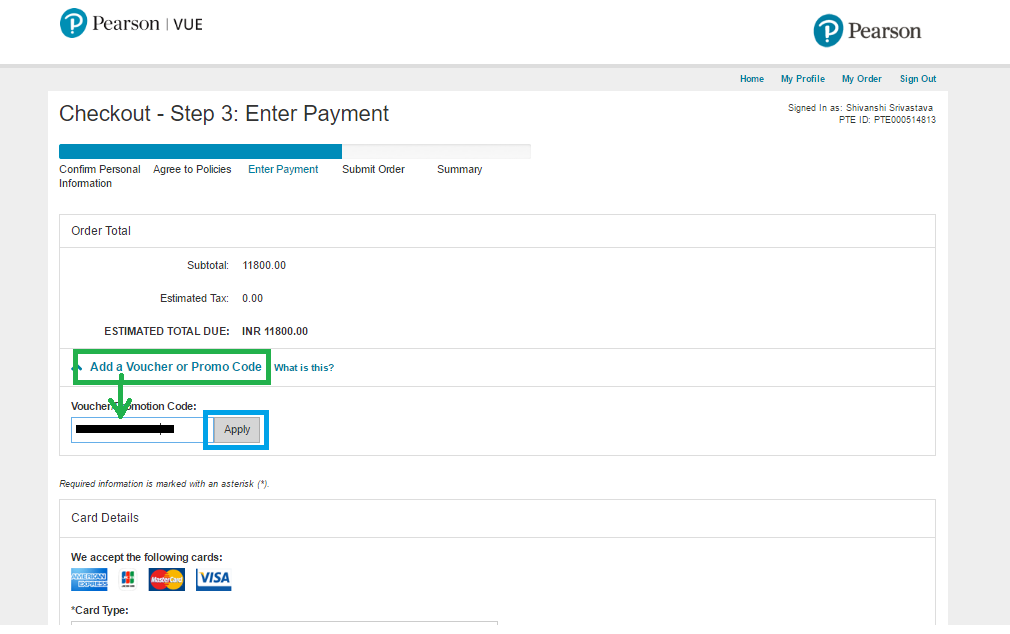 Pearson | VUE
Pearson
Home My Profile My Order Sign Out
Checkout - Step 3: Enter Payment
Signed In as: Shivanshi Srivastava
PTE ID: PTE000514813
Confirm Personal Information
Agree to Policies
Enter Payment
Submit Order
Summary
Order Total
Subtotal: 11800.00
Estimated Tax: 0.00
ESTIMATED TOTAL DUE: INR 11800.00
Add a Voucher or Promo Code What is this?
Voucher/Promotion Code:
Apply
Required information is marked with an asterisk (*).
Card Details
We accept the following cards:
AMERICAN EXPRESS JCB MasterCard VISA
*Card Type: